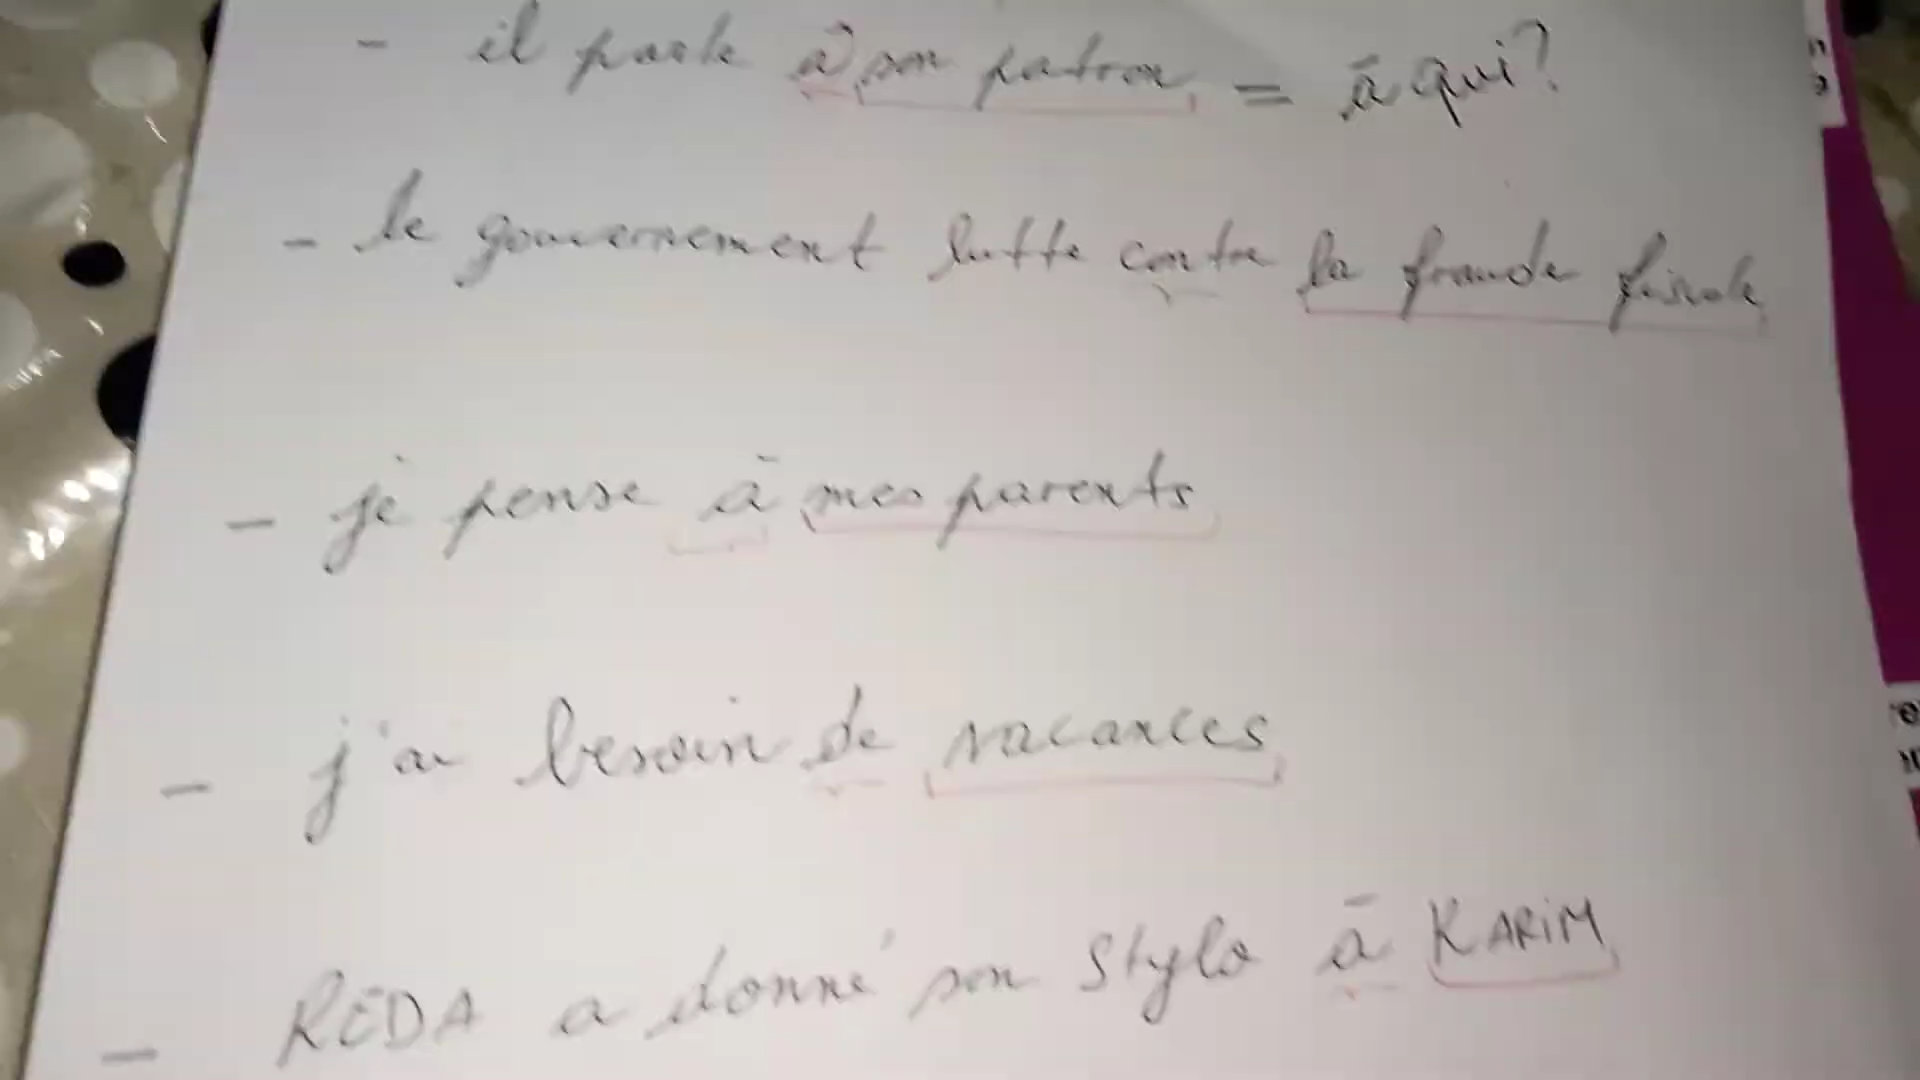 - il parle à son patron = à qui?
- le gouvernement lutte contre la fraude fiscale
- je pense à mes parents
- j'ai besoin de vacances
- REDA a donné son stylo à KARIM